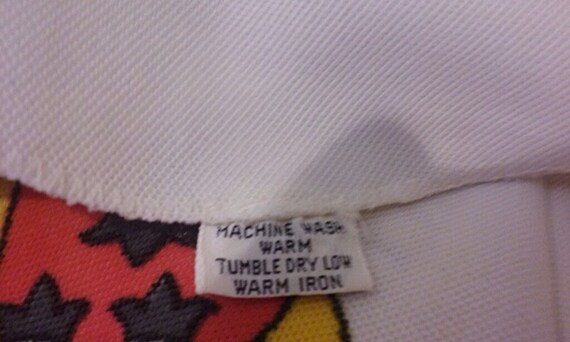 MACHINE WASH
WARM
TUMBLE DRY LOW
WARM IRON